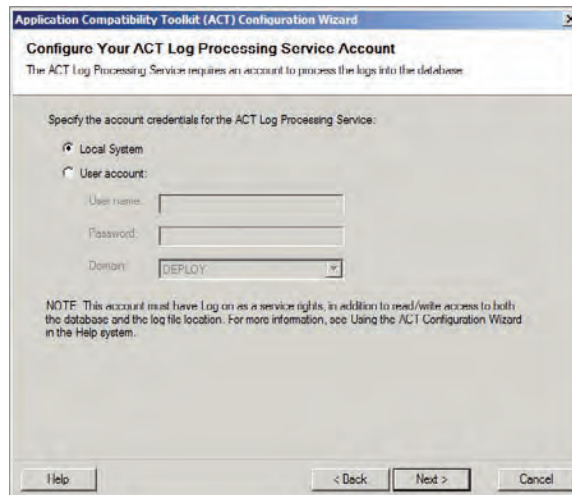 Application Compatibility Toolkit (ACT) Configuration Wizard
Configure Your ACT Log Processing Service Account
The ACT Log Processing Service requires an account to process the logs into the database.
Specify the account credentials for the ACT Log Processing Service:
Local System
User account:
User name:
Password:
Domain: DEPLOY
NOTE: This account must have Log on as a service rights, in addition to read/write access to both
the database and the log file location. For more information, see Using the ACT Configuration Wizard
in the Help system.
Help < Back Next > Cancel